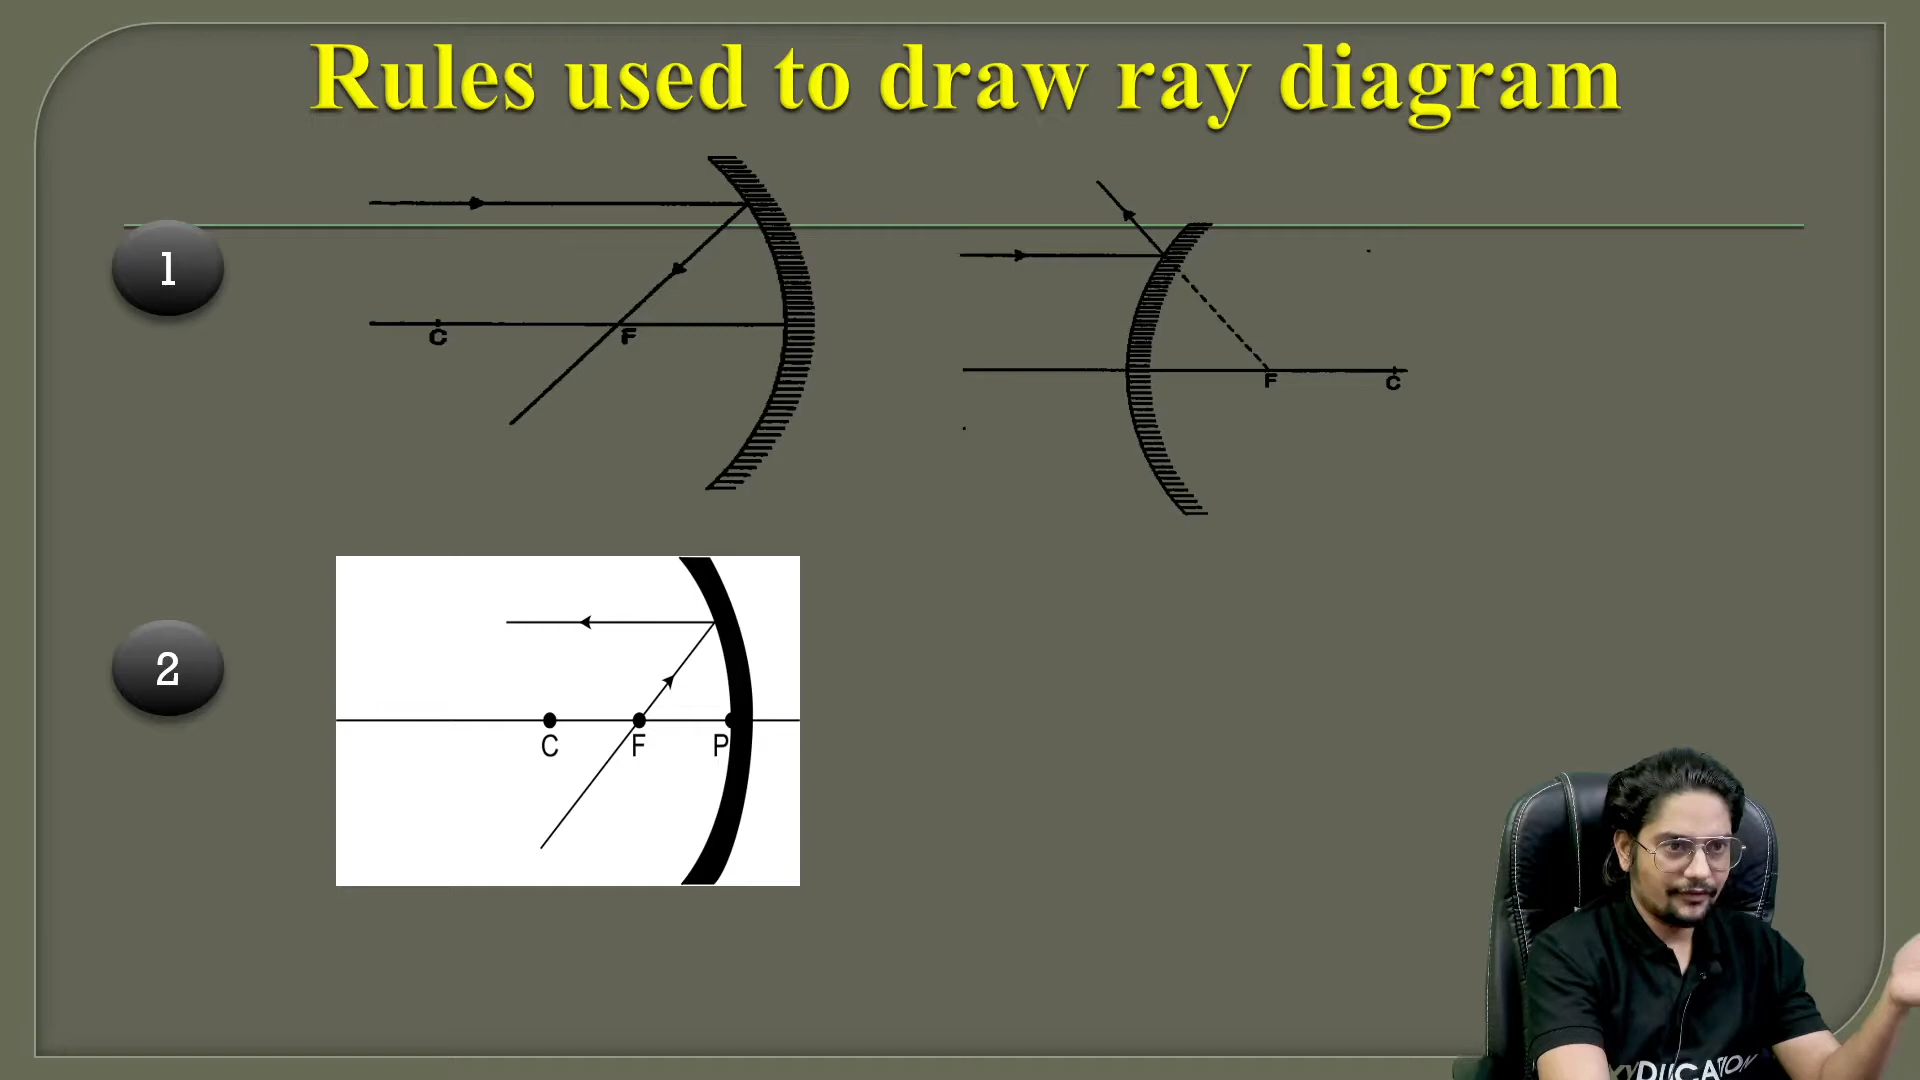 Rules used to draw ray diagram
1
C F
F C
2
C F P